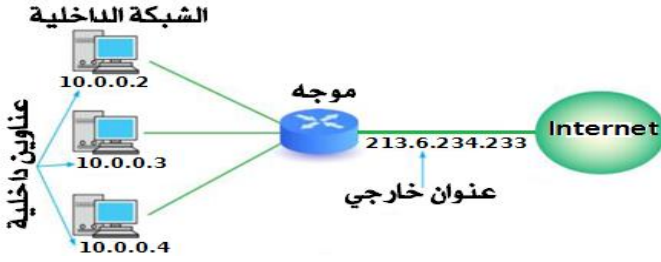 الشبكة الداخلية
10.0.0.2
موجه
عناوين داخلية
10.0.0.3
213.6.234.233
Internet
عنوان خارجي
10.0.0.4